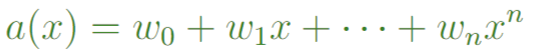 a(x) = w₀ + w₁x + ··· + wₙxⁿ